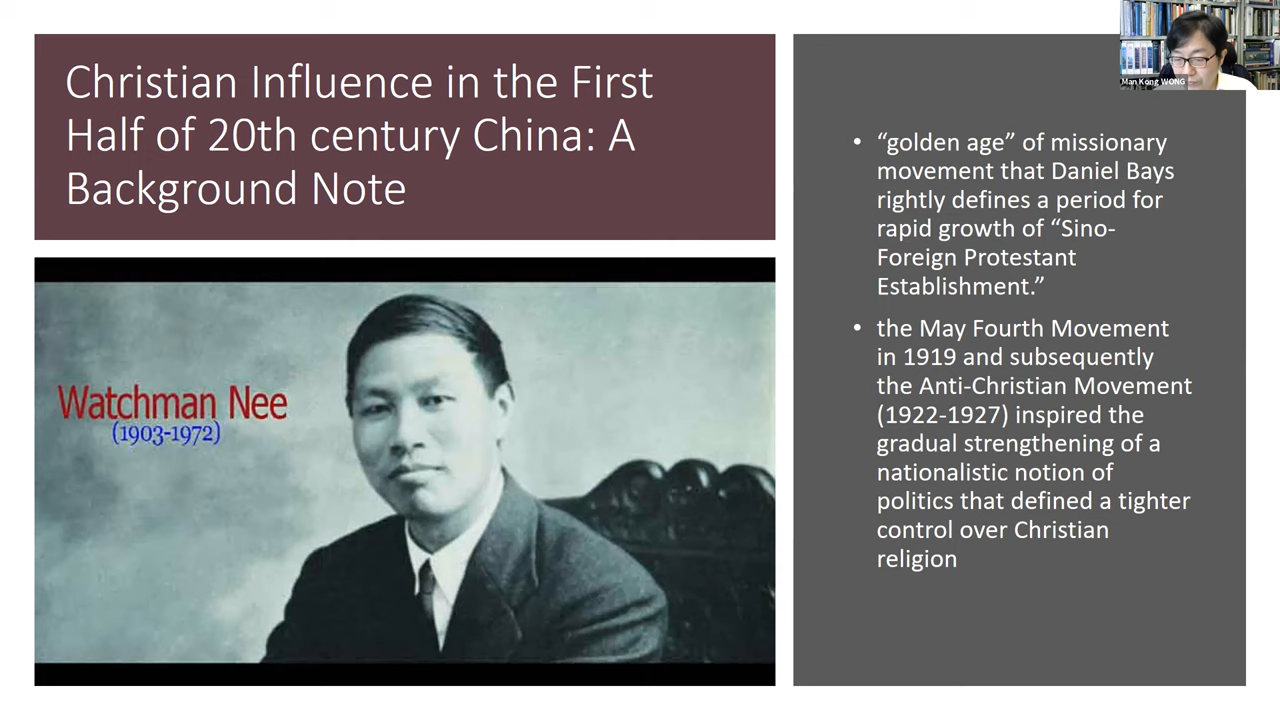 Christian Influence in the First
Half of 20th century China: A
Background Note
Watchman Nee
(1903-1972)
• “golden age” of missionary
movement that Daniel Bays
rightly defines a period for
rapid growth of “Sino-
Foreign Protestant
Establishment.”
• the May Fourth Movement
in 1919 and subsequently
the Anti-Christian Movement
(1922-1927) inspired the
gradual strengthening of a
nationalistic notion of
politics that defined a tighter
control over Christian
religion
Man Kong WONG